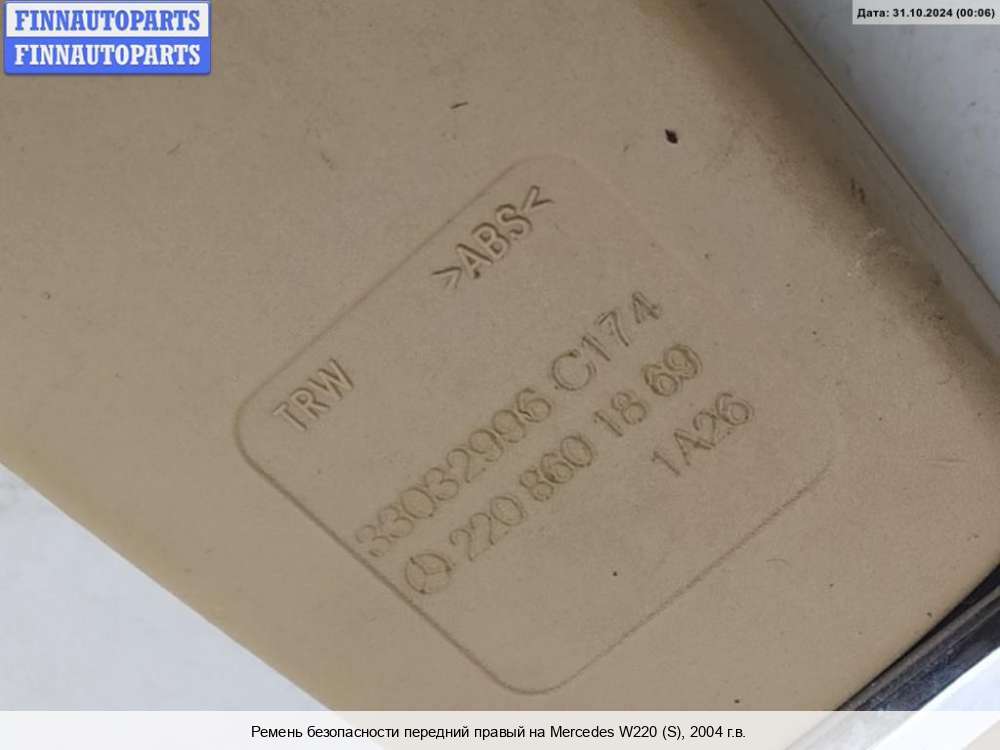 FINNAUTOPARTS
FINNAUTOPARTS
Дата: 31.10.2024 (00:06)
>ABS<
TRW
33032996 C174
220 860 18 69
1A26
Ремень безопасности передний правый на Mercedes W220 (S), 2004 г.в.